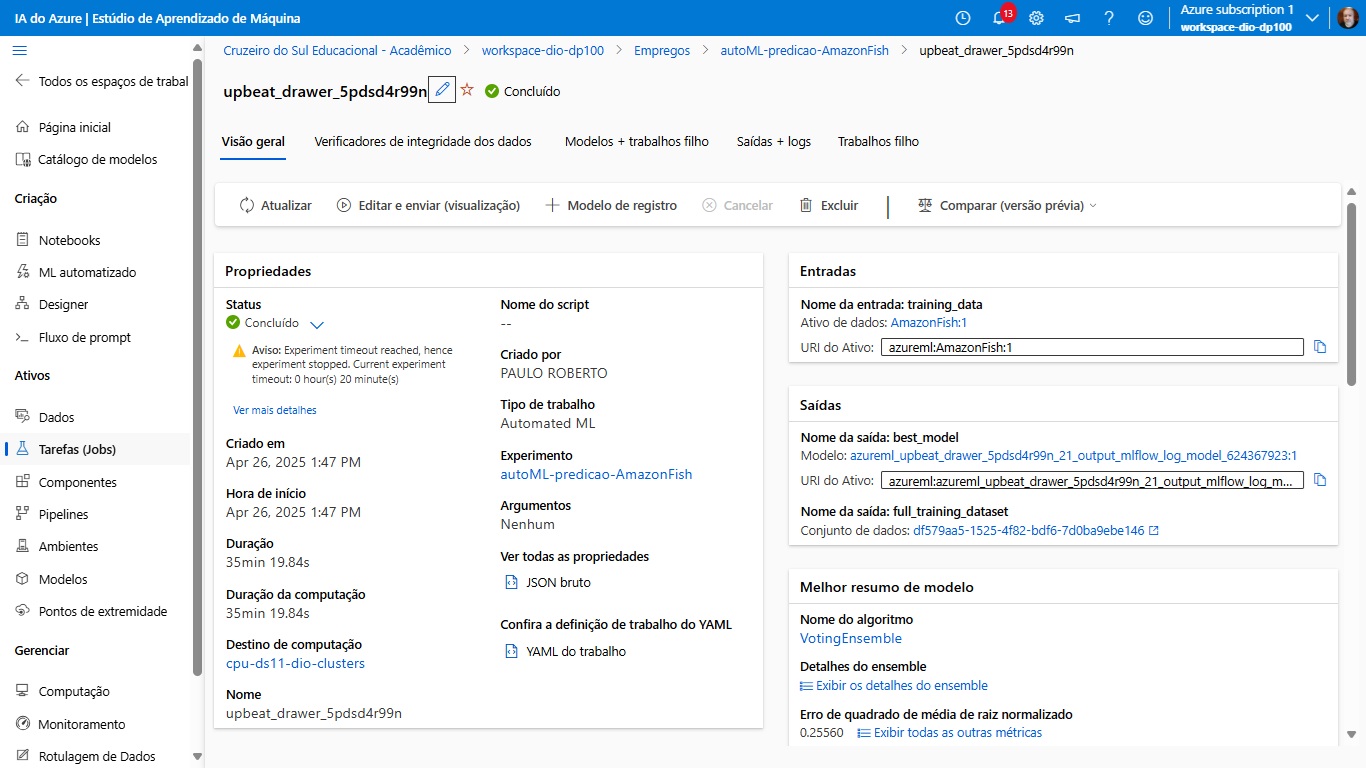 IA do Azure | Estúdio de Aprendizado de Máquina
13
Azure subscription 1
workspace-dio-dp100
Todos os espaços de trabal
Página inicial
Catálogo de modelos
Criação
Notebooks
ML automatizado
Designer
Fluxo de prompt
Ativos
Dados
Tarefas (Jobs)
Componentes
Pipelines
Ambientes
Modelos
Pontos de extremidade
Gerenciar
Computação
Monitoramento
Rotulagem de Dados
Cruzeiro do Sul Educacional - Acadêmico > workspace-dio-dp100 > Empregos > autoML-predicao-AmazonFish > upbeat_drawer_5pdsd4r99n
upbeat_drawer_5pdsd4r99n Concluído
Visão geral Verificadores de integridade dos dados Modelos + trabalhos filho Saídas + logs Trabalhos filho
Atualizar Editar e enviar (visualização) Modelo de registro Cancelar Excluir Comparar (versão prévia)
Propriedades
Status
Concluído
Aviso: Experiment timeout reached, hence
experiment stopped. Current experiment
timeout: 0 hour(s) 20 minute(s)
Ver mais detalhes
Criado em
Apr 26, 2025 1:47 PM
Hora de início
Apr 26, 2025 1:47 PM
Duração
35min 19.84s
Duração da computação
35min 19.84s
Destino de computação
cpu-ds11-dio-clusters
Nome
upbeat_drawer_5pdsd4r99n
Nome do script
--
Criado por
PAULO ROBERTO
Tipo de trabalho
Automated ML
Experimento
autoML-predicao-AmazonFish
Argumentos
Nenhum
Ver todas as propriedades
JSON bruto
Confira a definição de trabalho do YAML
YAML do trabalho
Entradas
Nome da entrada: training_data
Ativo de dados: AmazonFish:1
URI do Ativo: azureml:AmazonFish:1
Saídas
Nome da saída: best_model
Modelo: azureml_upbeat_drawer_5pdsd4r99n_21_output_mlflow_log_model_624367923:1
URI do Ativo: azureml:azureml_upbeat_drawer_5pdsd4r99n_21_output_mlflow_log_m...
Nome da saída: full_training_dataset
Conjunto de dados: df579aa5-1525-4f82-bdf6-7d0ba9ebe146
Melhor resumo de modelo
Nome do algoritmo
VotingEnsemble
Detalhes do ensemble
Exibir os detalhes do ensemble
Erro de quadrado de média de raiz normalizado
0.25560 Exibir todas as outras métricas